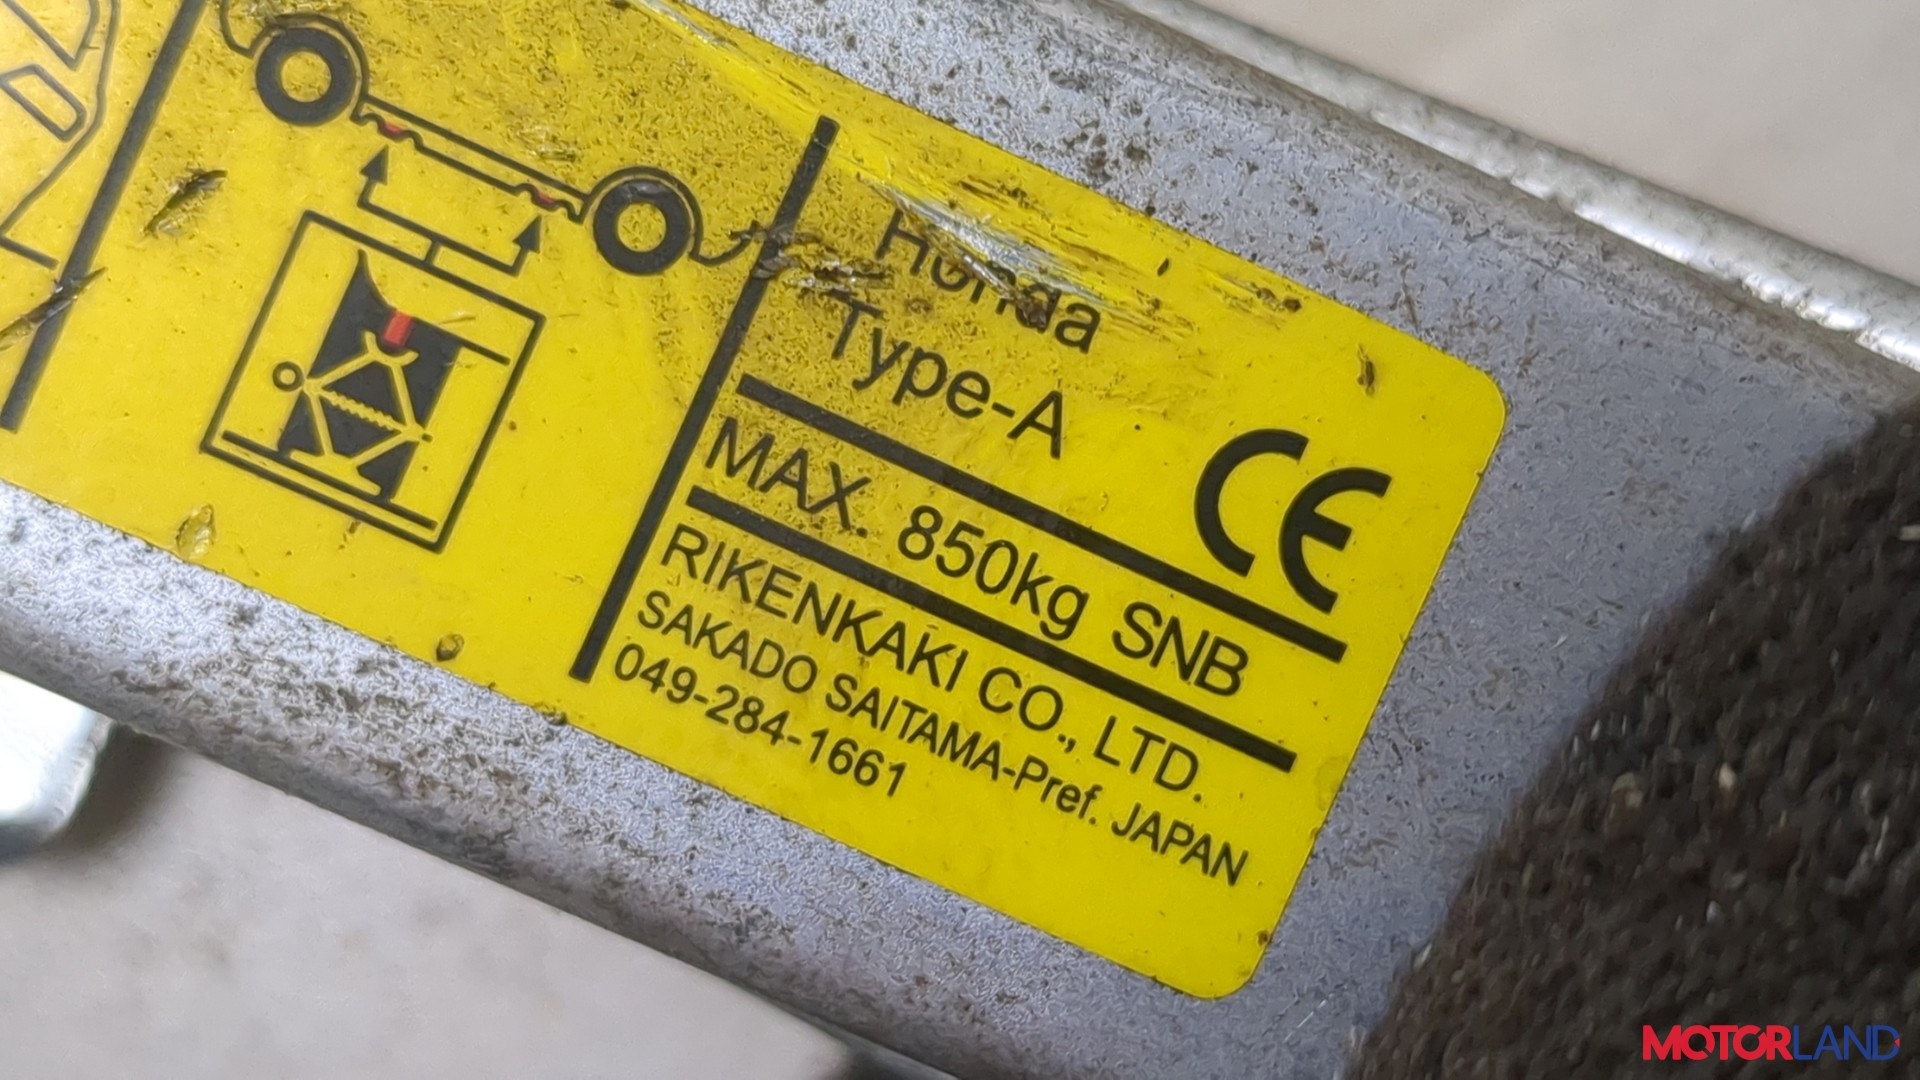 Honda
Type-A
CE
MAX. 850kg SNB
RIKENKAKI CO., LTD.
SAKADO SAITAMA-Pref. JAPAN
049-284-1661
MOTORLAND